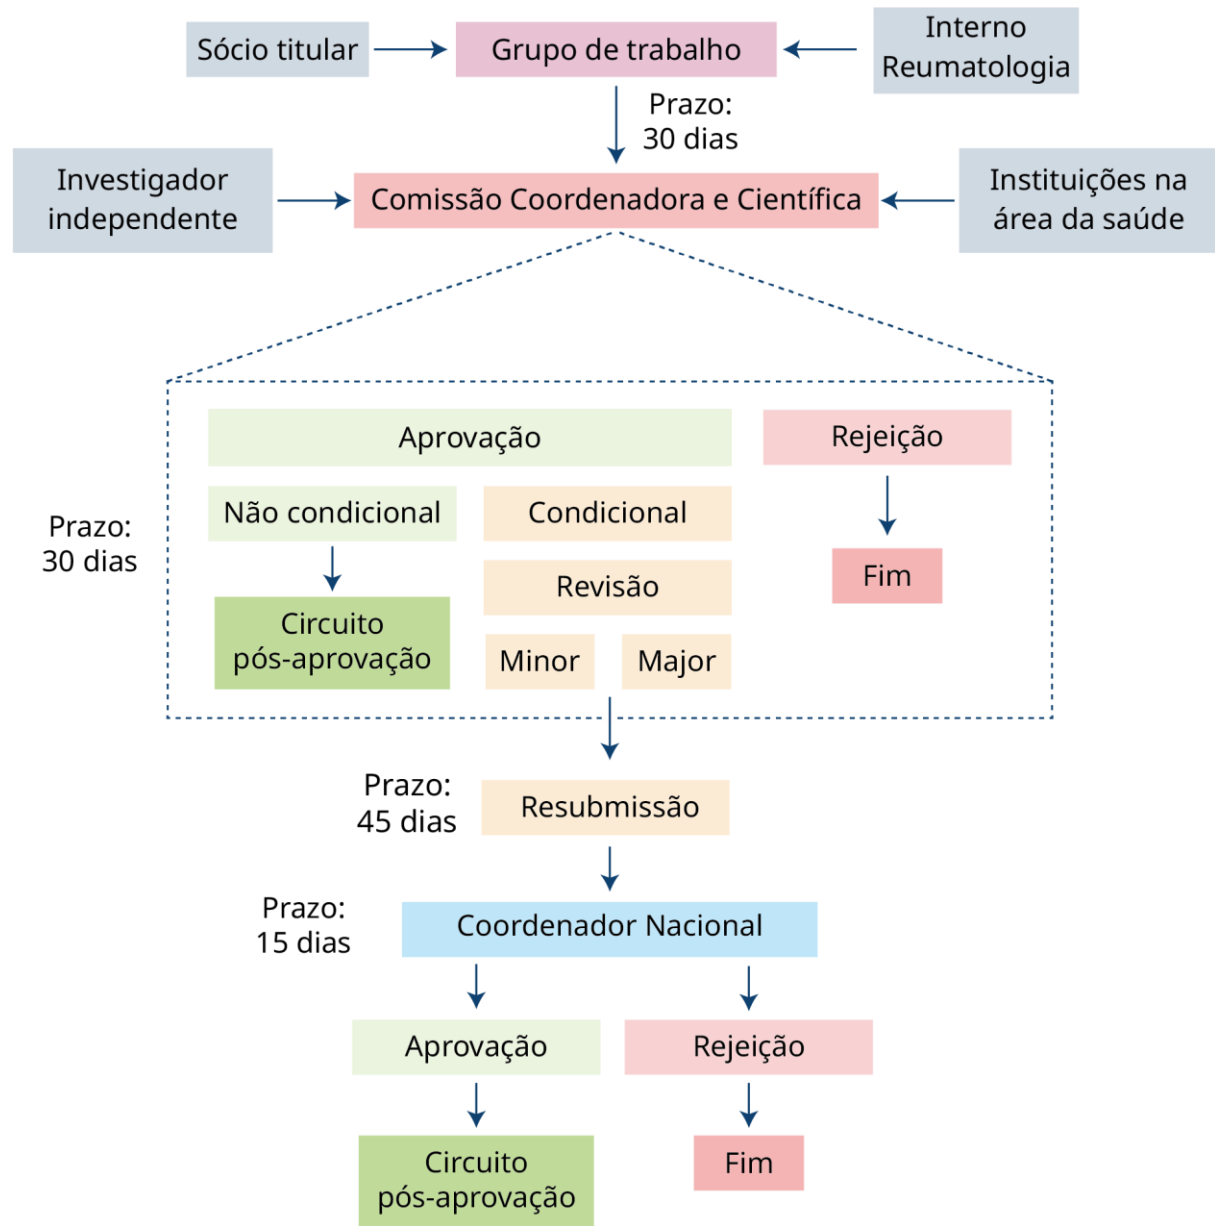 Sócio titular
Grupo de trabalho
Interno
Reumatologia
Prazo:
30 dias
Investigador
independente
Comissão Coordenadora e Científica
Instituições na
área da saúde
Prazo:
30 dias
Aprovação
Rejeição
Não condicional
Condicional
Revisão
Fim
Circuito
pós-aprovação
Minor
Major
Prazo:
45 dias
Resubmissão
Prazo:
15 dias
Coordenador Nacional
Aprovação
Rejeição
Circuito
pós-aprovação
Fim